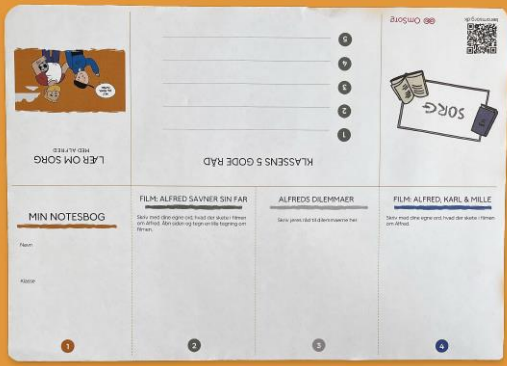 LÆR OM SORG
MED ALFRED
KLASSENS 5 GODE RÅD
1
2
3
4
5
SORG
OmSorg
MIN NOTESBOG
Navn
Klasse
1
FILM: ALFRED SAVNER SIN FAR
Skriv med dine egne ord, hvad der skete i filmen
om Alfred. Åbn siden og tegn en lille tegning om
filmen.
2
ALFREDS DILEMMAER
Skriv jeres råd til dilemmaerne her
3
FILM: ALFRED, KARL & MILLE
Skriv med dine egne ord, hvad der skete i filmen
om Alfred.
4